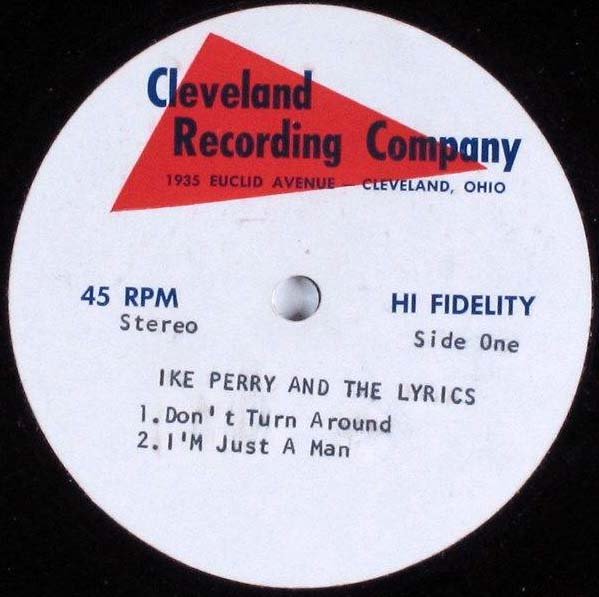 Cleveland
Recording Company
1935 EUCLID AVENUE — CLEVELAND, OHIO
45 RPM
Stereo
HI FIDELITY
Side One
IKE PERRY AND THE LYRICS
1.Don't Turn Around
2.I'M Just A Man